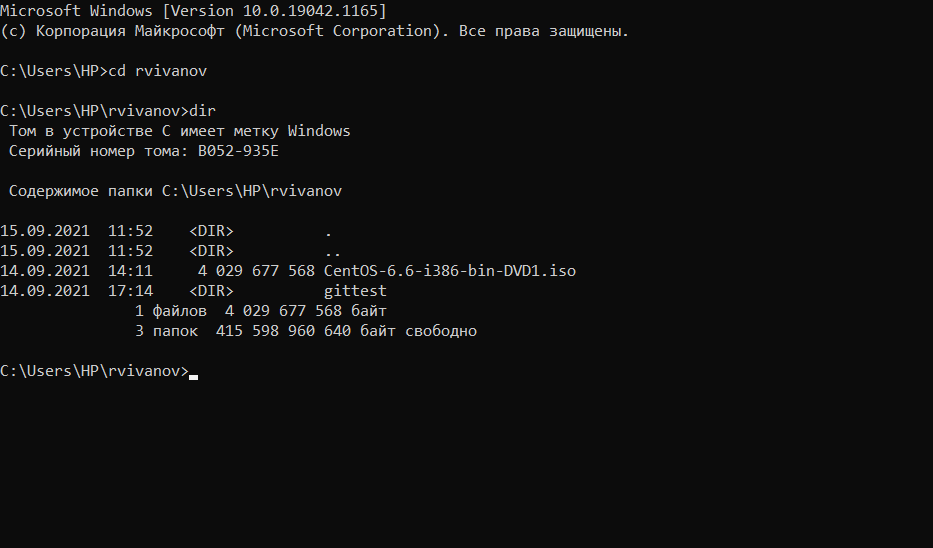 Microsoft Windows [Version 10.0.19042.1165]
(c) Корпорация Майкрософт (Microsoft Corporation). Все права защищены.
C:\Users\HP>cd rvivanov
C:\Users\HP\rvivanov>dir
Том в устройстве C имеет метку Windows
Серийный номер тома: B052-935E
Содержимое папки C:\Users\HP\rvivanov
15.09.2021  11:52    <DIR>          .
15.09.2021  11:52    <DIR>          ..
14.09.2021  14:11     4 029 677 568 CentOS-6.6-i386-bin-DVD1.iso
14.09.2021  17:14    <DIR>          gittest
1 файлов  4 029 677 568 байт
3 папок  415 598 960 640 байт свободно
C:\Users\HP\rvivanov>